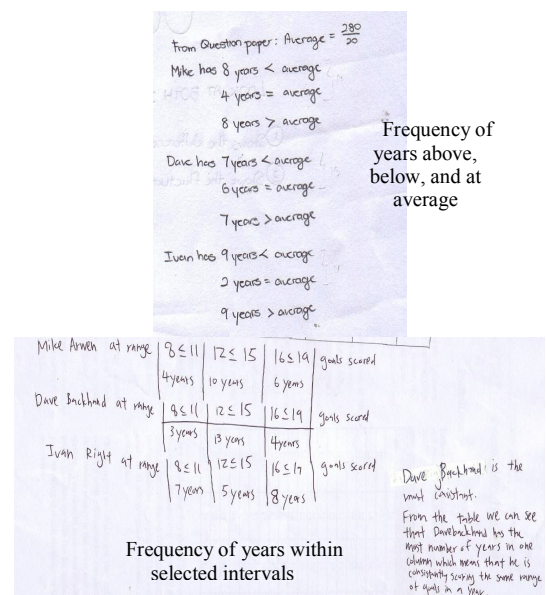 From Question paper: Average = 280/20
Mike has 8 years < average
4 years = average
8 years > average
Frequency of
years above,
below, and at
average
Dave has 7 years < average
6 years = average
7 years > average
Ivan has 9 years < average
2 years = average
9 years > average
Mike Arwen at range | 8 ≤ 11 | 12 ≤ 15 | 16 ≤ 19 | goals scored
4 years | 10 years | 6 years
Dave Backhand at range | 8 ≤ 11 | 12 ≤ 15 | 16 ≤ 19 | goals scored
3 years | 13 years | 4 years
Ivan Right at range | 8 ≤ 11 | 12 ≤ 15 | 16 ≤ 19 | goals scored
7 years | 5 years | 8 years
Dave Backhand is the
most consistant.
From the table we can see
that Davebackhand has the
most number of years in one
column which means that he is
consistantly scoring the same range
of goals in a year.
Frequency of years within
selected intervals